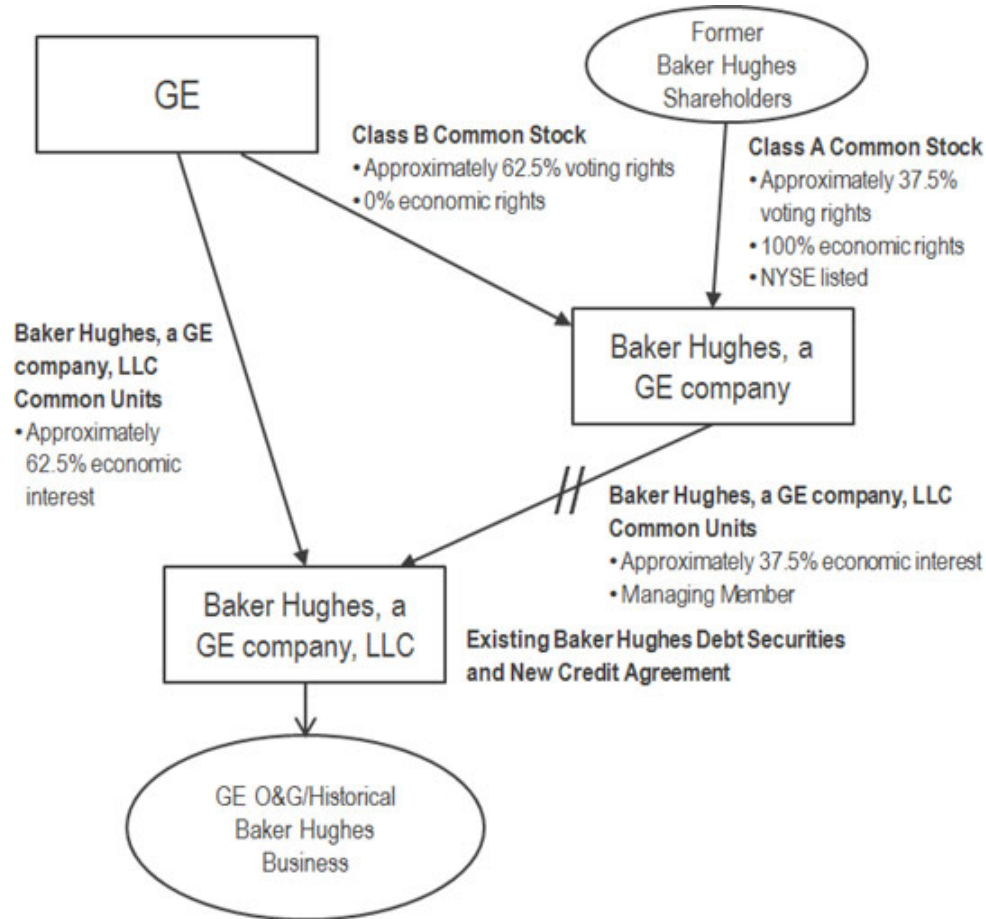 GE
Former
Baker Hughes
Shareholders
Class B Common Stock
•Approximately 62.5% voting rights
•0% economic rights
Class A Common Stock
•Approximately 37.5%
voting rights
•100% economic rights
•NYSE listed
Baker Hughes, a GE
company, LLC
Common Units
•Approximately
62.5% economic
interest
Baker Hughes, a
GE company
Baker Hughes, a GE company, LLC
Common Units
•Approximately 37.5% economic interest
•Managing Member
Baker Hughes, a
GE company, LLC
Existing Baker Hughes Debt Securities
and New Credit Agreement
GE O&G/Historical
Baker Hughes
Business